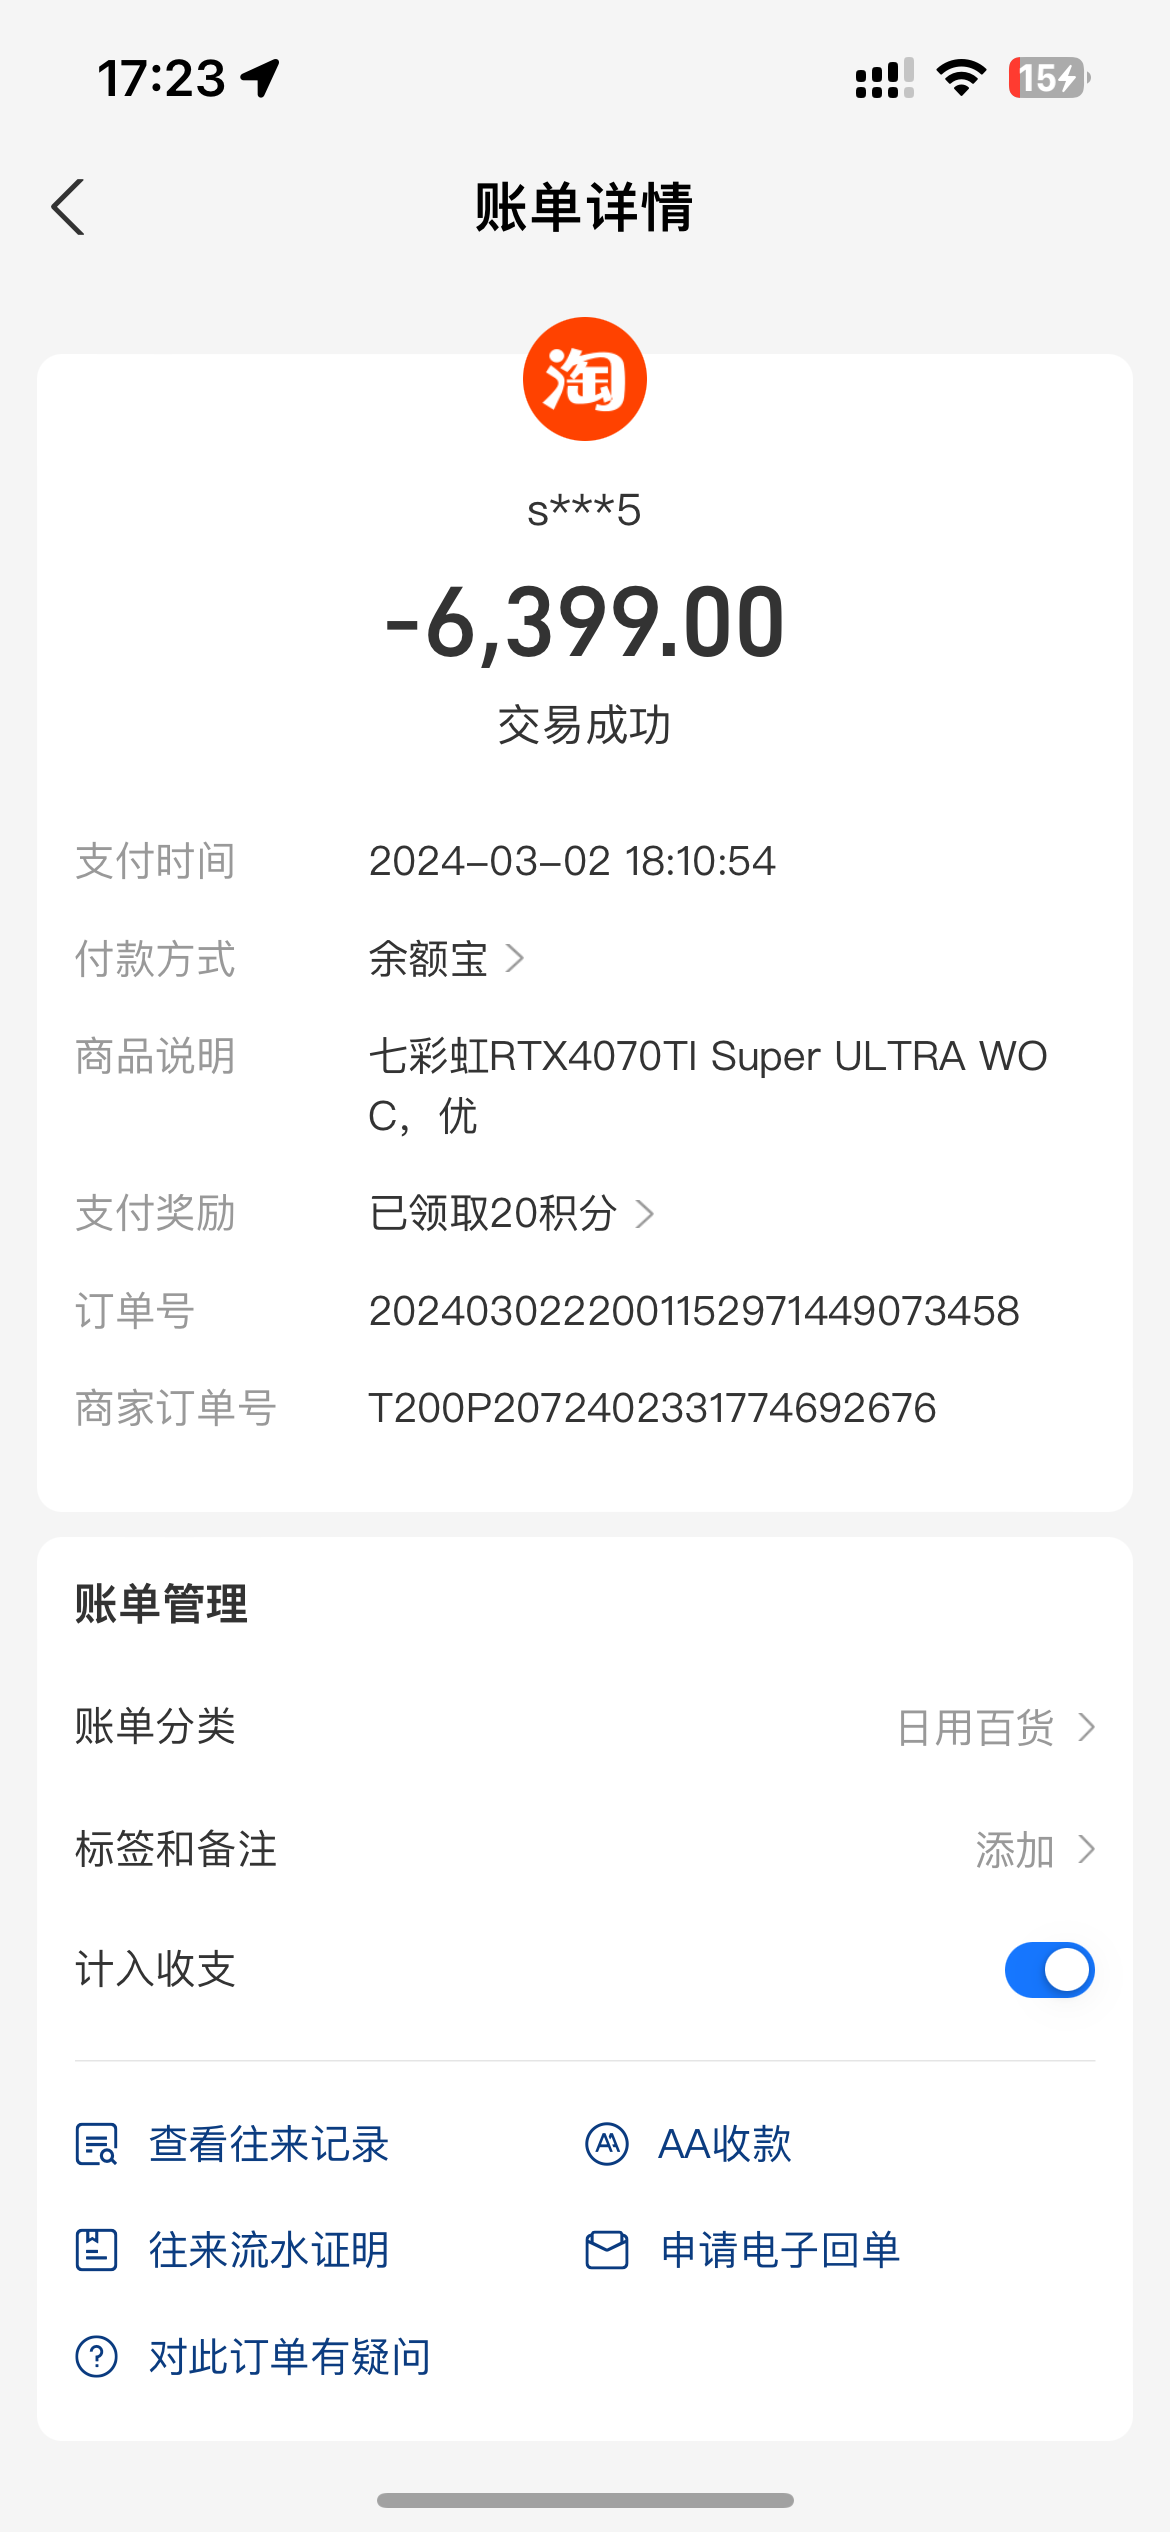 17:23
15
账单详情
淘
s***5
-6,399.00
交易成功
支付时间 2024-03-02 18:10:54
付款方式 余额宝
商品说明 七彩虹RTX4070TI Super ULTRA WO
C，优
支付奖励 已领取20积分
订单号 2024030222001152971449073458
商家订单号 T200P2072402331774692676
账单管理
账单分类 日用百货
标签和备注 添加
计入收支
查看往来记录 AA收款
往来流水证明 申请电子回单
对此订单有疑问